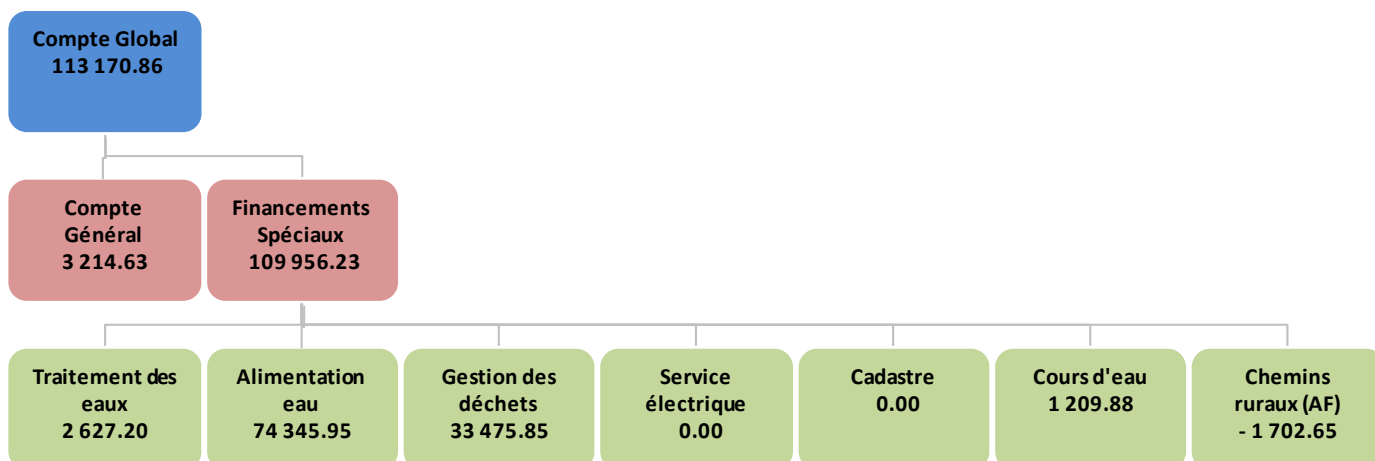 Compte Global
113 170.86
Compte
Général
3 214.63
Financements
Spéciaux
109 956.23
Traitement des
eaux
2 627.20
Alimentation
eau
74 345.95
Gestion des
déchets
33 475.85
Service
électrique
0.00
Cadastre
0.00
Cours d'eau
1 209.88
Chemins
ruraux (AF)
- 1 702.65